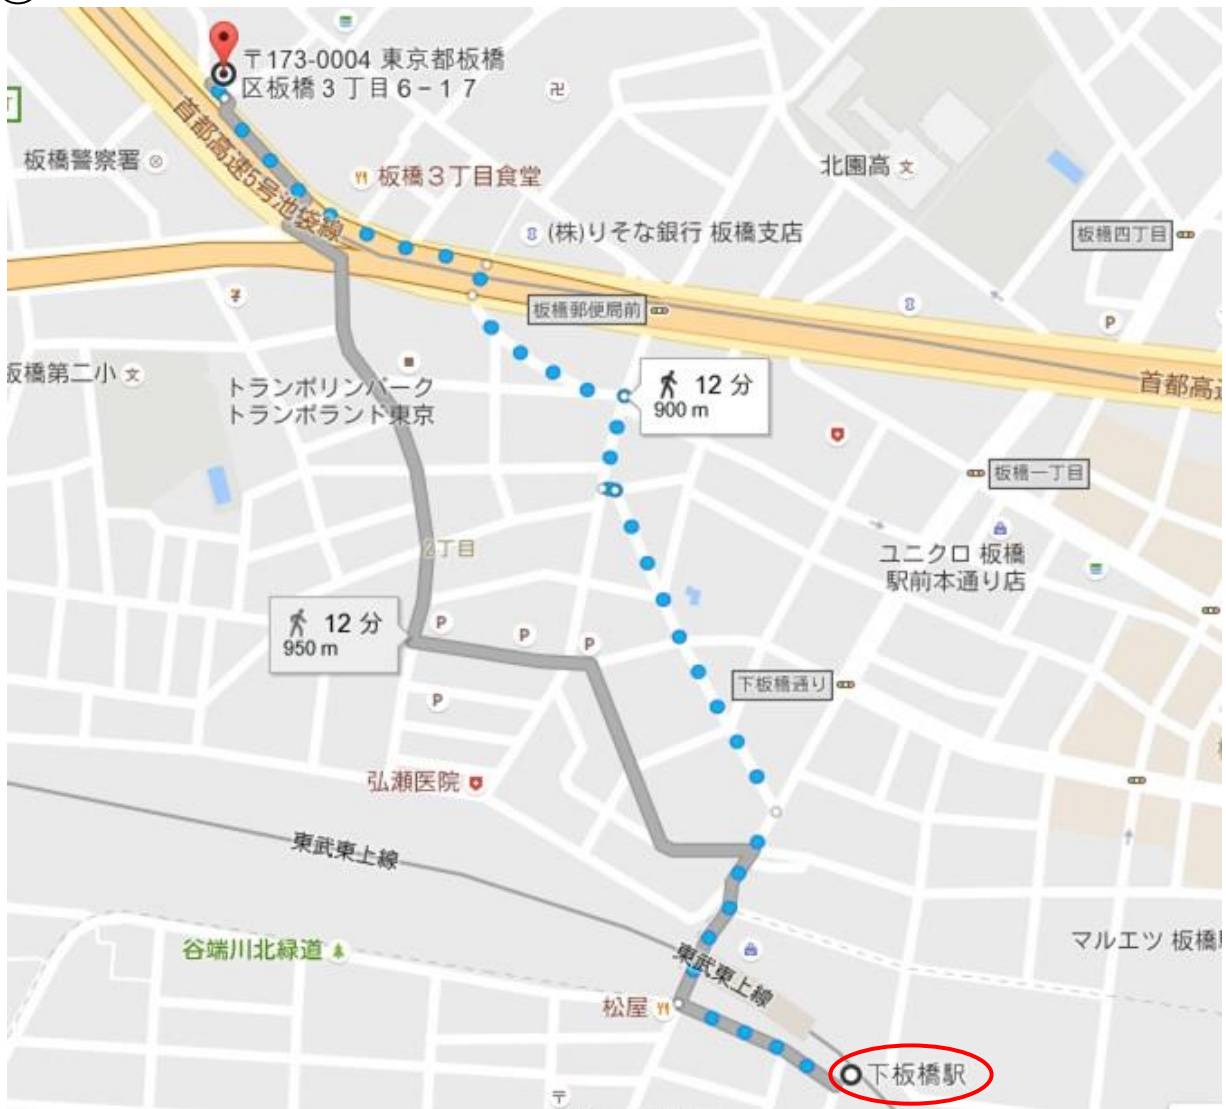 〒173-0004 東京都板橋
区板橋3丁目6−17
首都高速5号池袋線
板橋警察署
板橋3丁目食堂
北園高
(株)りそな銀行 板橋支店
板橋四丁目
板橋郵便局前
板橋第二小
トランポリンパーク
トランポランド東京
12 分
900 m
首都高速
板橋一丁目
ユニクロ 板橋
駅前本通り店
2丁目
12 分
950 m
P
P
P
P
P
下板橋通り
弘瀬医院
東武東上線
谷端川北緑道
マルエツ 板橋駅
東武東上線
松屋
下板橋駅